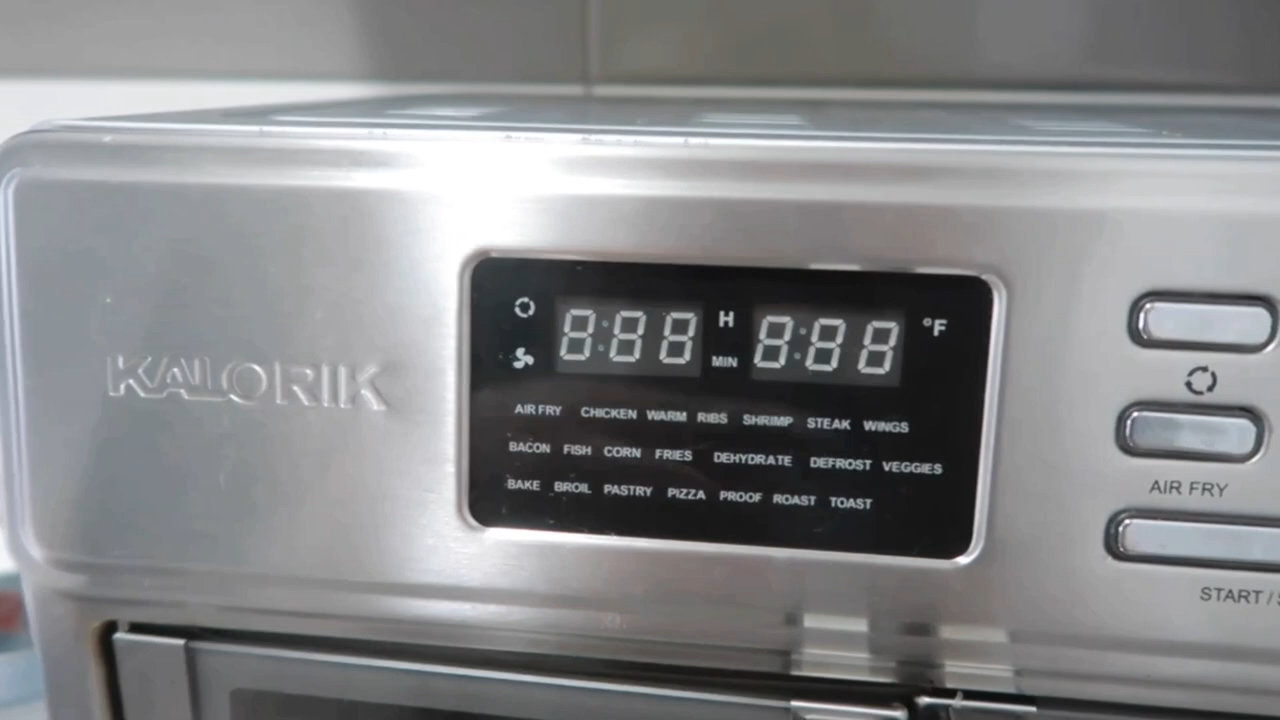 KALORIK
8:88 H MIN 8:88 °F
AIR FRY CHICKEN WARM RIBS SHRIMP STEAK WINGS
BACON FISH CORN FRIES DEHYDRATE DEFROST VEGGIES
BAKE BROIL PASTRY PIZZA PROOF ROAST TOAST
AIR FRY
START /